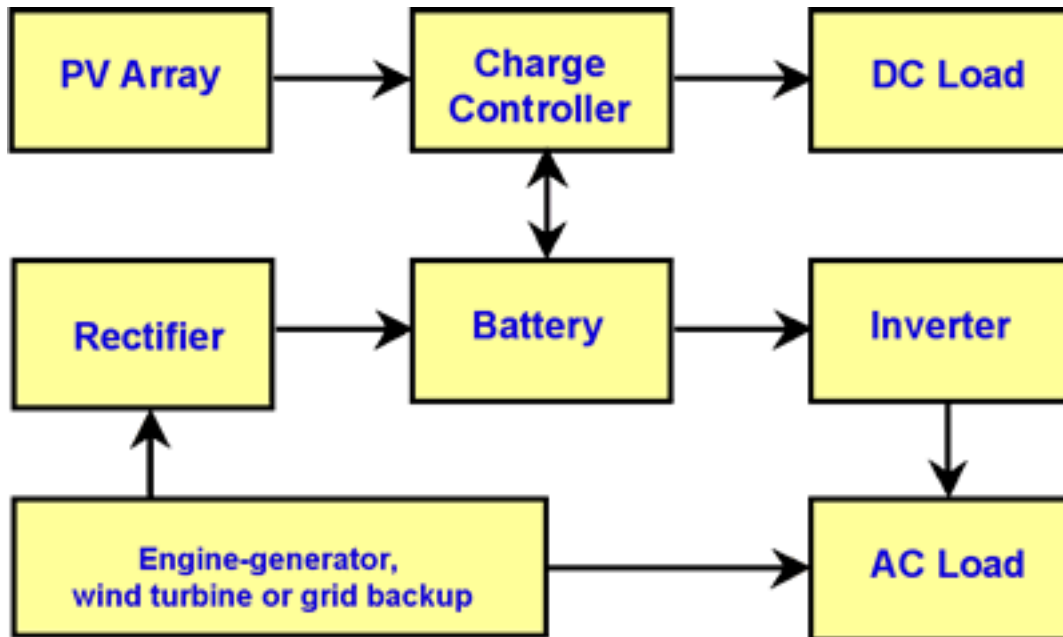 PV Array
Charge
Controller
DC Load
Rectifier
Battery
Inverter
Engine-generator,
wind turbine or grid backup
AC Load